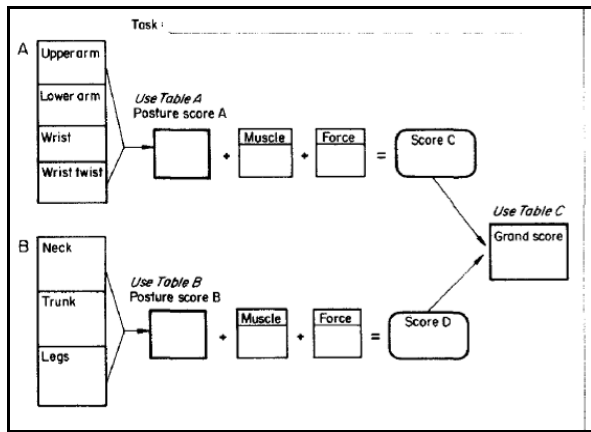 Task :
A
Upper arm
Lower arm
Wrist
Wrist twist
Use Table A
Posture score A
+
Muscle
+
Force
=
Score C
Use Table C
Grand score
B
Neck
Trunk
Legs
Use Table B
Posture score B
+
Muscle
+
Force
=
Score D